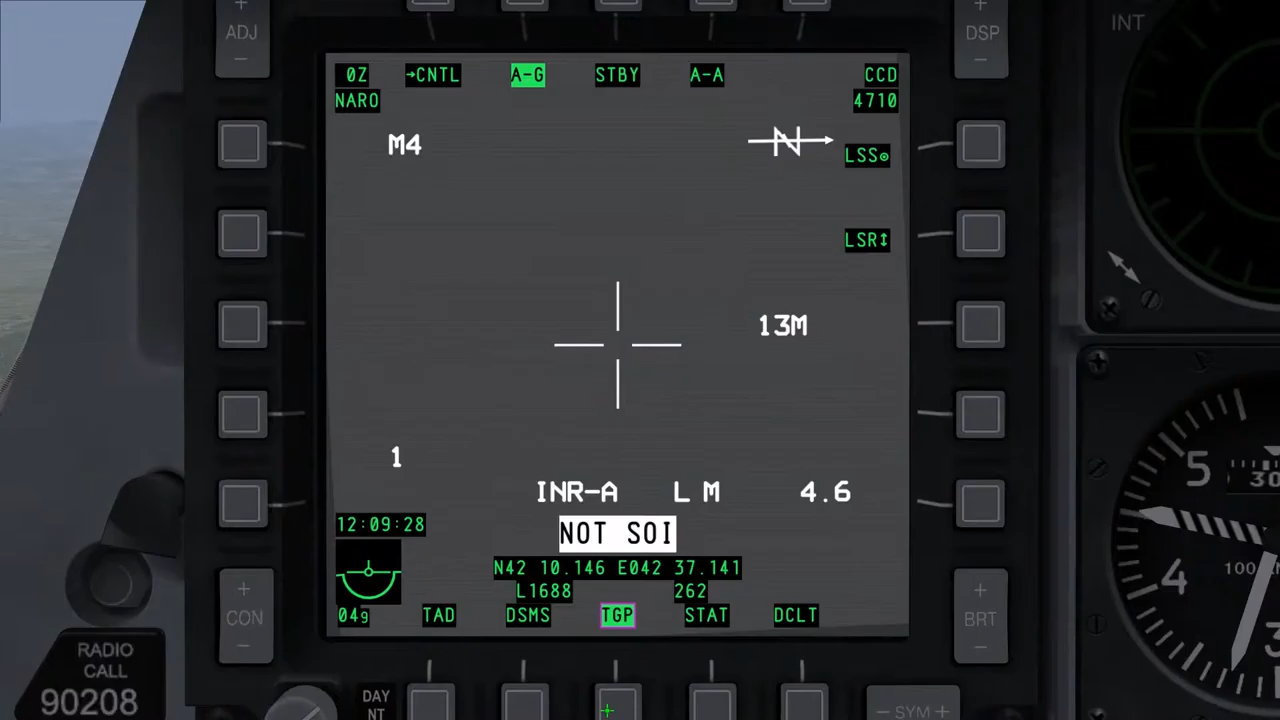 ADJ
DSP
INT
0Z →CNTL A-G STBY A-A CCD
NARO 4710
M4 N LSS
LSR↕
13M
1
INR-A L M 4.6
12:09:28 NOT SOI
N42 10.146 E042 37.141
L1688 262
04g TAD DSMS TGP STAT DCLT
CON
BRT
RADIO
CALL
90208
DAY
NT
− SYM +
5
30
4
100
3